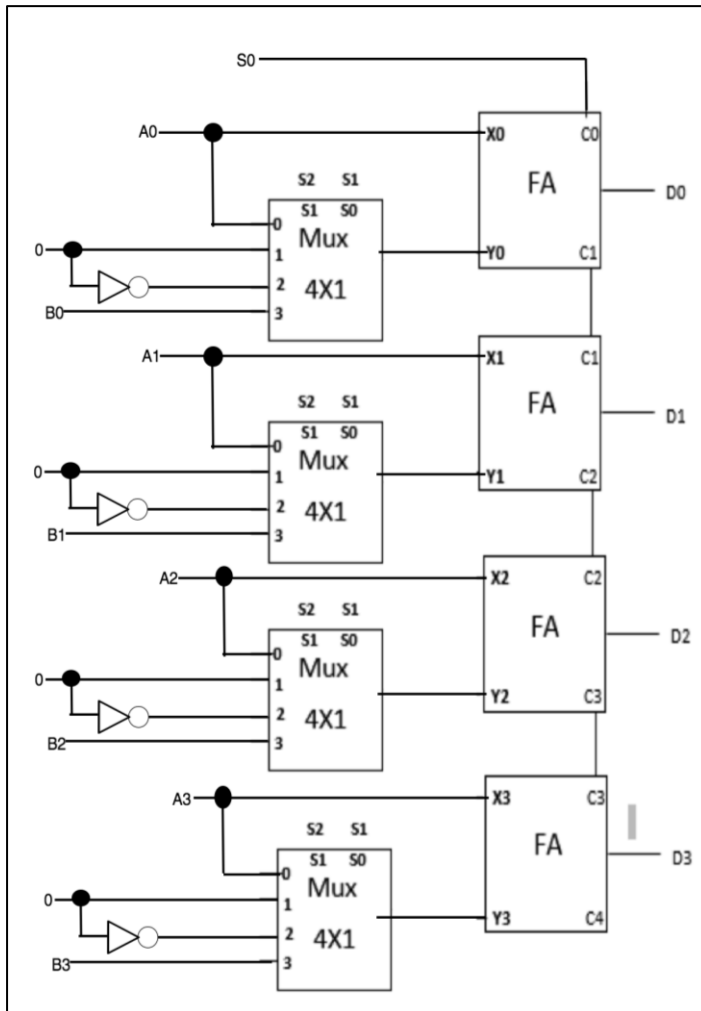 S0
A0 X0 C0
S2 S1
FA D0
S1 S0
0 Mux
0 1 Y0 C1
2 4X1
B0 3
A1 X1 C1
S2 S1
FA D1
S1 S0
0 Mux
0 1 Y1 C2
2 4X1
B1 3
A2 X2 C2
S2 S1
FA D2
S1 S0
0 Mux
0 1 Y2 C3
2 4X1
B2 3
A3 X3 C3
S2 S1
FA D3
S1 S0
0 Mux
0 1 Y3 C4
2 4X1
B3 3